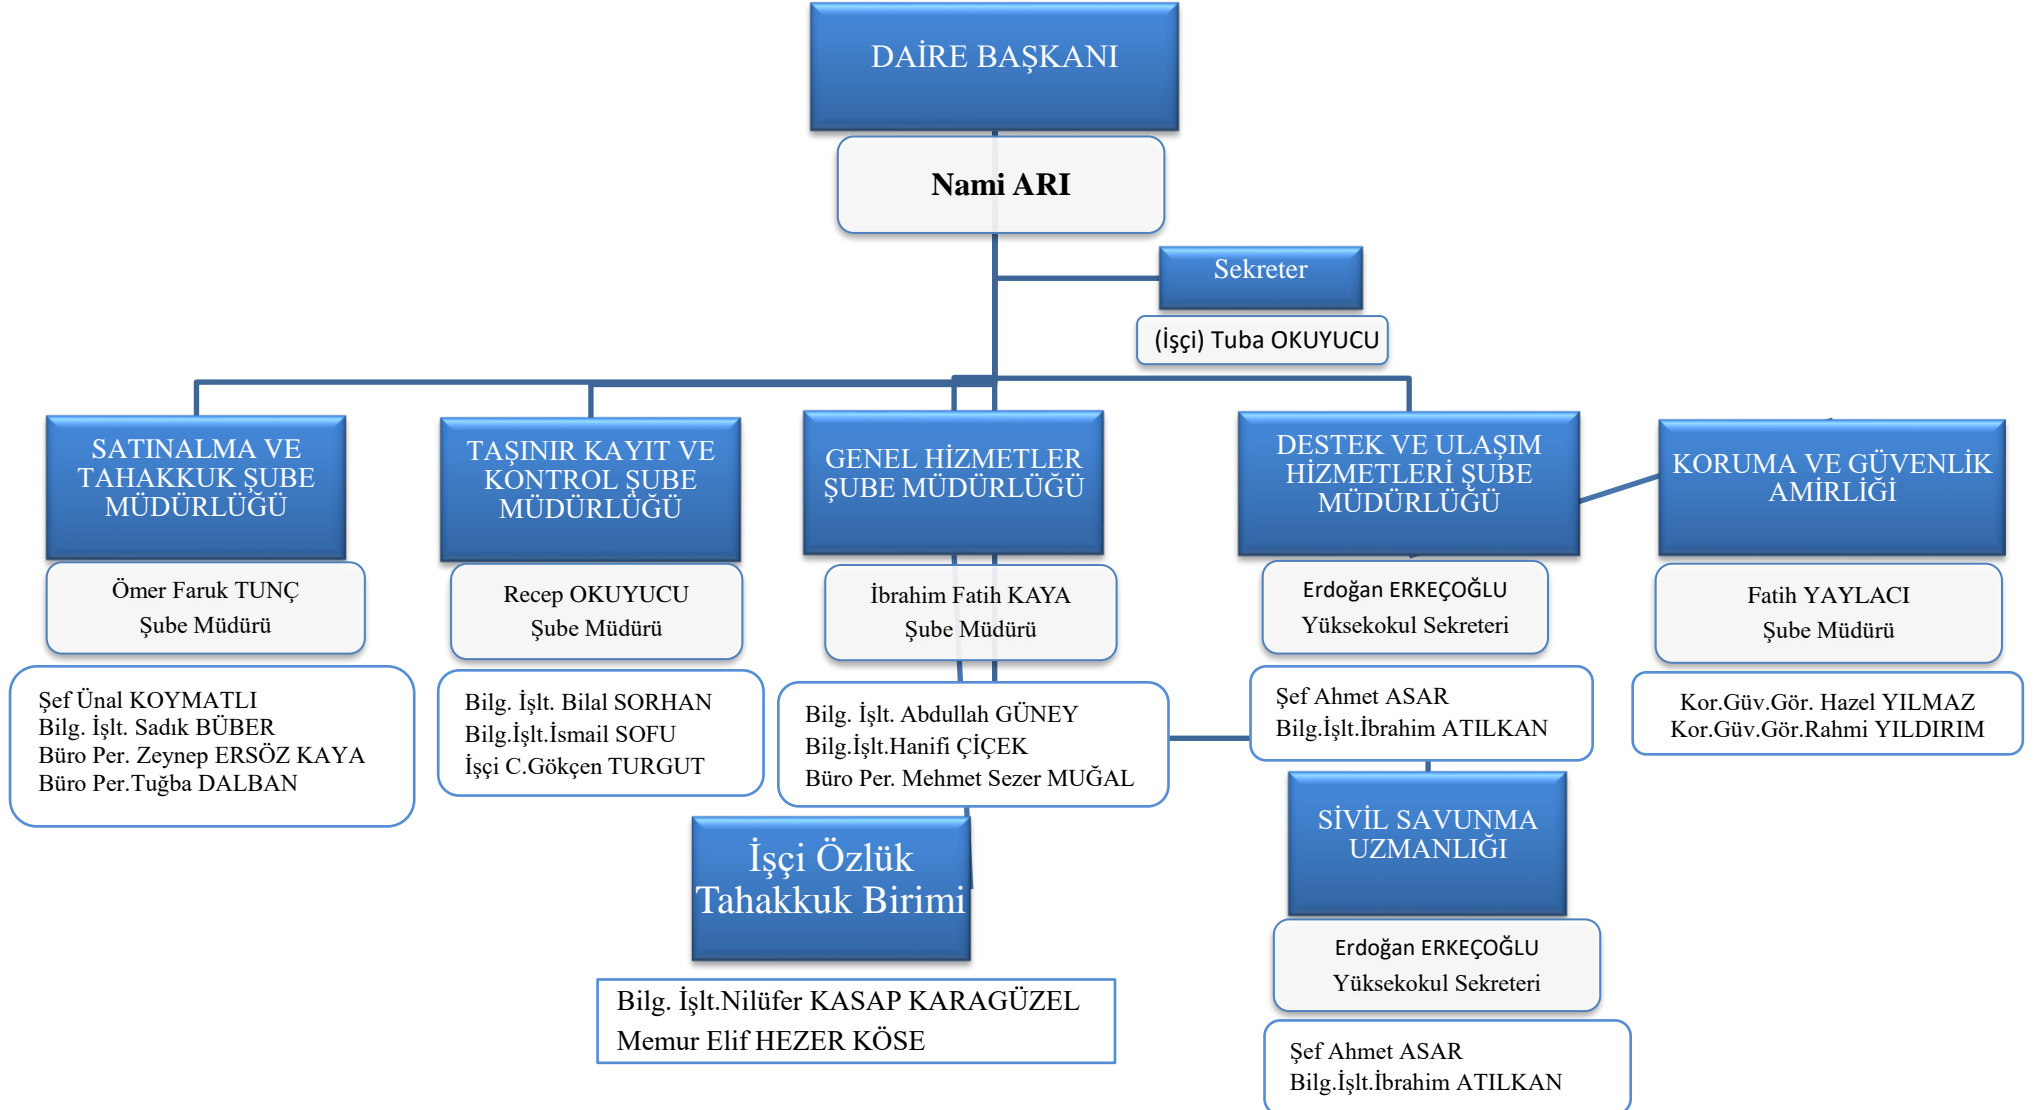 DAİRE BAŞKANI
Nami ARI
Sekreter
(İşçi) Tuba OKUYUCU
SATINALMA VE
TAHAKKUK ŞUBE
MÜDÜRLÜĞÜ
Ömer Faruk TUNÇ
Şube Müdürü
Şef Ünal KOYMATLI
Bilg. İşlt. Sadık BÜBER
Büro Per. Zeynep ERSÖZ KAYA
Büro Per.Tuğba DALBAN
TAŞINIR KAYIT VE
KONTROL ŞUBE
MÜDÜRLÜĞÜ
Recep OKUYUCU
Şube Müdürü
Bilg. İşlt. Bilal SORHAN
Bilg.İşlt.İsmail SOFU
İşçi C.Gökçen TURGUT
GENEL HİZMETLER
ŞUBE MÜDÜRLÜĞÜ
İbrahim Fatih KAYA
Şube Müdürü
Bilg. İşlt. Abdullah GÜNEY
Bilg.İşlt.Hanifi ÇİÇEK
Büro Per. Mehmet Sezer MUĞAL
DESTEK VE ULAŞIM
HİZMETLERİ ŞUBE
MÜDÜRLÜĞÜ
Erdoğan ERKEÇOĞLU
Yüksekokul Sekreteri
Şef Ahmet ASAR
Bilg.İşlt.İbrahim ATILKAN
KORUMA VE GÜVENLİK
AMİRLİĞİ
Fatih YAYLACI
Şube Müdürü
Kor.Güv.Gör. Hazel YILMAZ
Kor.Güv.Gör.Rahmi YILDIRIM
İşçi Özlük
Tahakkuk Birimi
Bilg. İşlt.Nilüfer KASAP KARAGÜZEL
Memur Elif HEZER KÖSE
SİVİL SAVUNMA
UZMANLIĞI
Erdoğan ERKEÇOĞLU
Yüksekokul Sekreteri
Şef Ahmet ASAR
Bilg.İşlt.İbrahim ATILKAN